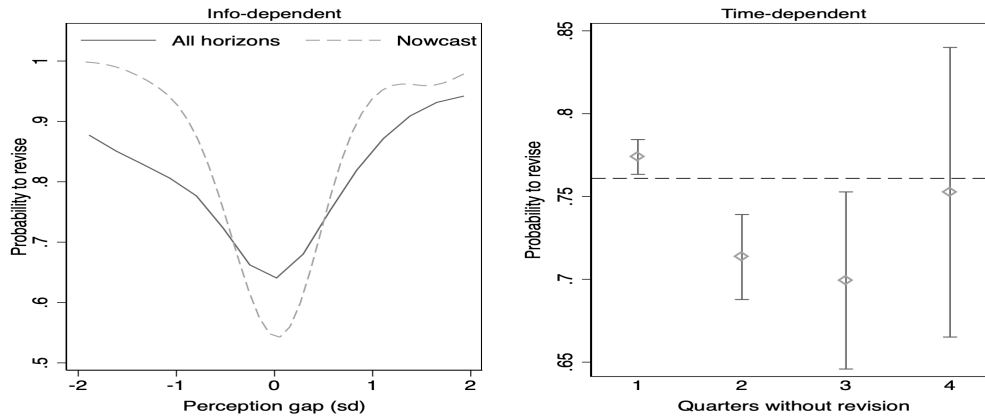 Info-dependent
All horizons
Nowcast
Probability to revise
1
.9
.8
.7
.6
.5
-2
-1
0
1
2
Perception gap (sd)
Time-dependent
Probability to revise
.85
.8
.75
.7
.65
1
2
3
4
Quarters without revision